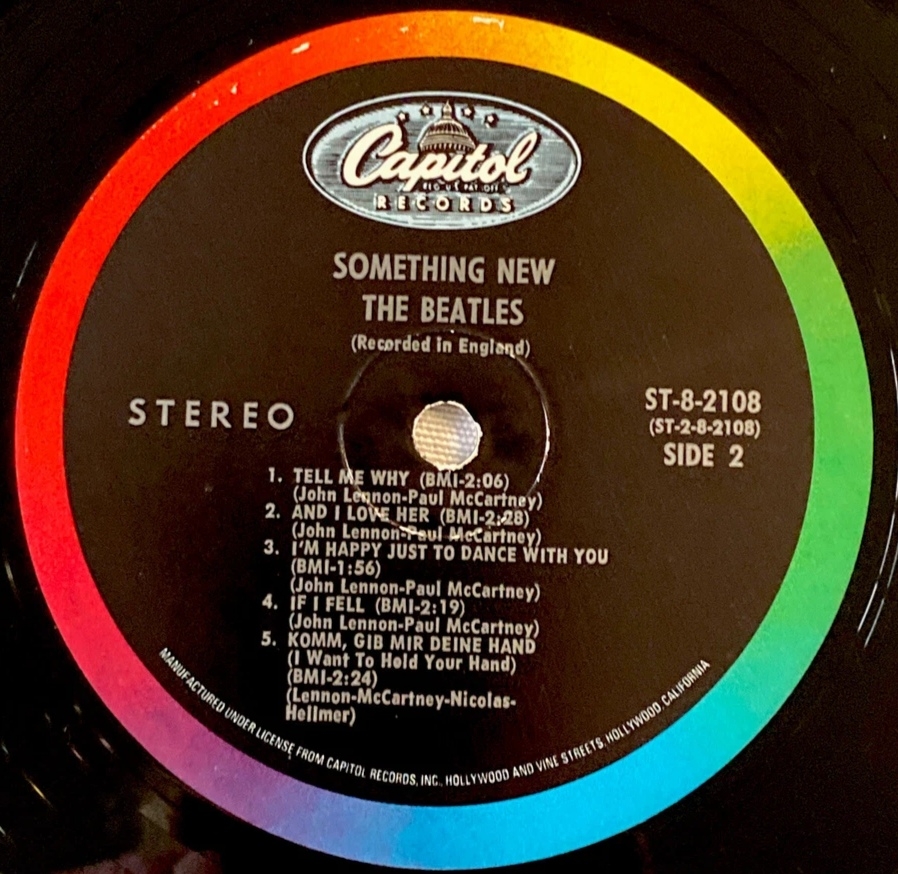 Capitol
REG. U.S. PAT. OFF.
RECORDS
SOMETHING NEW
THE BEATLES
(Recorded in England)
STEREO
ST-8-2108
(ST-2-8-2108)
SIDE 2
1. TELL ME WHY (BMI-2:06)
(John Lennon-Paul McCartney)
2. AND I LOVE HER (BMI-2:28)
(John Lennon-Paul McCartney)
3. I'M HAPPY JUST TO DANCE WITH YOU
(BMI-1:56)
(John Lennon-Paul McCartney)
4. IF I FELL (BMI-2:19)
(John Lennon-Paul McCartney)
5. KOMM, GIB MIR DEINE HAND
(I Want To Hold Your Hand)
(BMI-2:24)
(Lennon-McCartney-Nicolas-
Hellmer)
MANUFACTURED UNDER LICENSE FROM CAPITOL RECORDS, INC., HOLLYWOOD AND VINE STREETS, HOLLYWOOD, CALIFORNIA